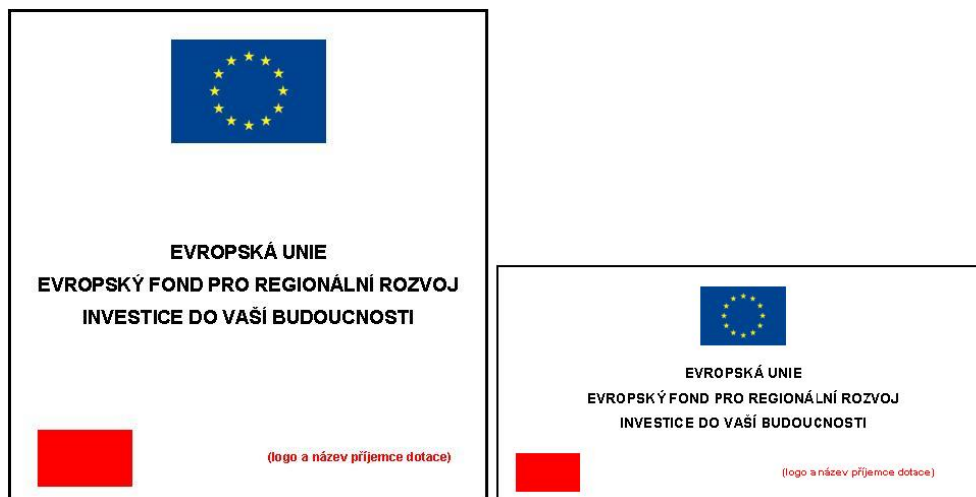 EVROPSKÁ UNIE
EVROPSKÝ FOND PRO REGIONÁLNÍ ROZVOJ
INVESTICE DO VAŠÍ BUDOUCNOSTI
(logo a název příjemce dotace)
EVROPSKÁ UNIE
EVROPSKÝ FOND PRO REGIONÁLNÍ ROZVOJ
INVESTICE DO VAŠÍ BUDOUCNOSTI
(logo a název příjemce dotace)